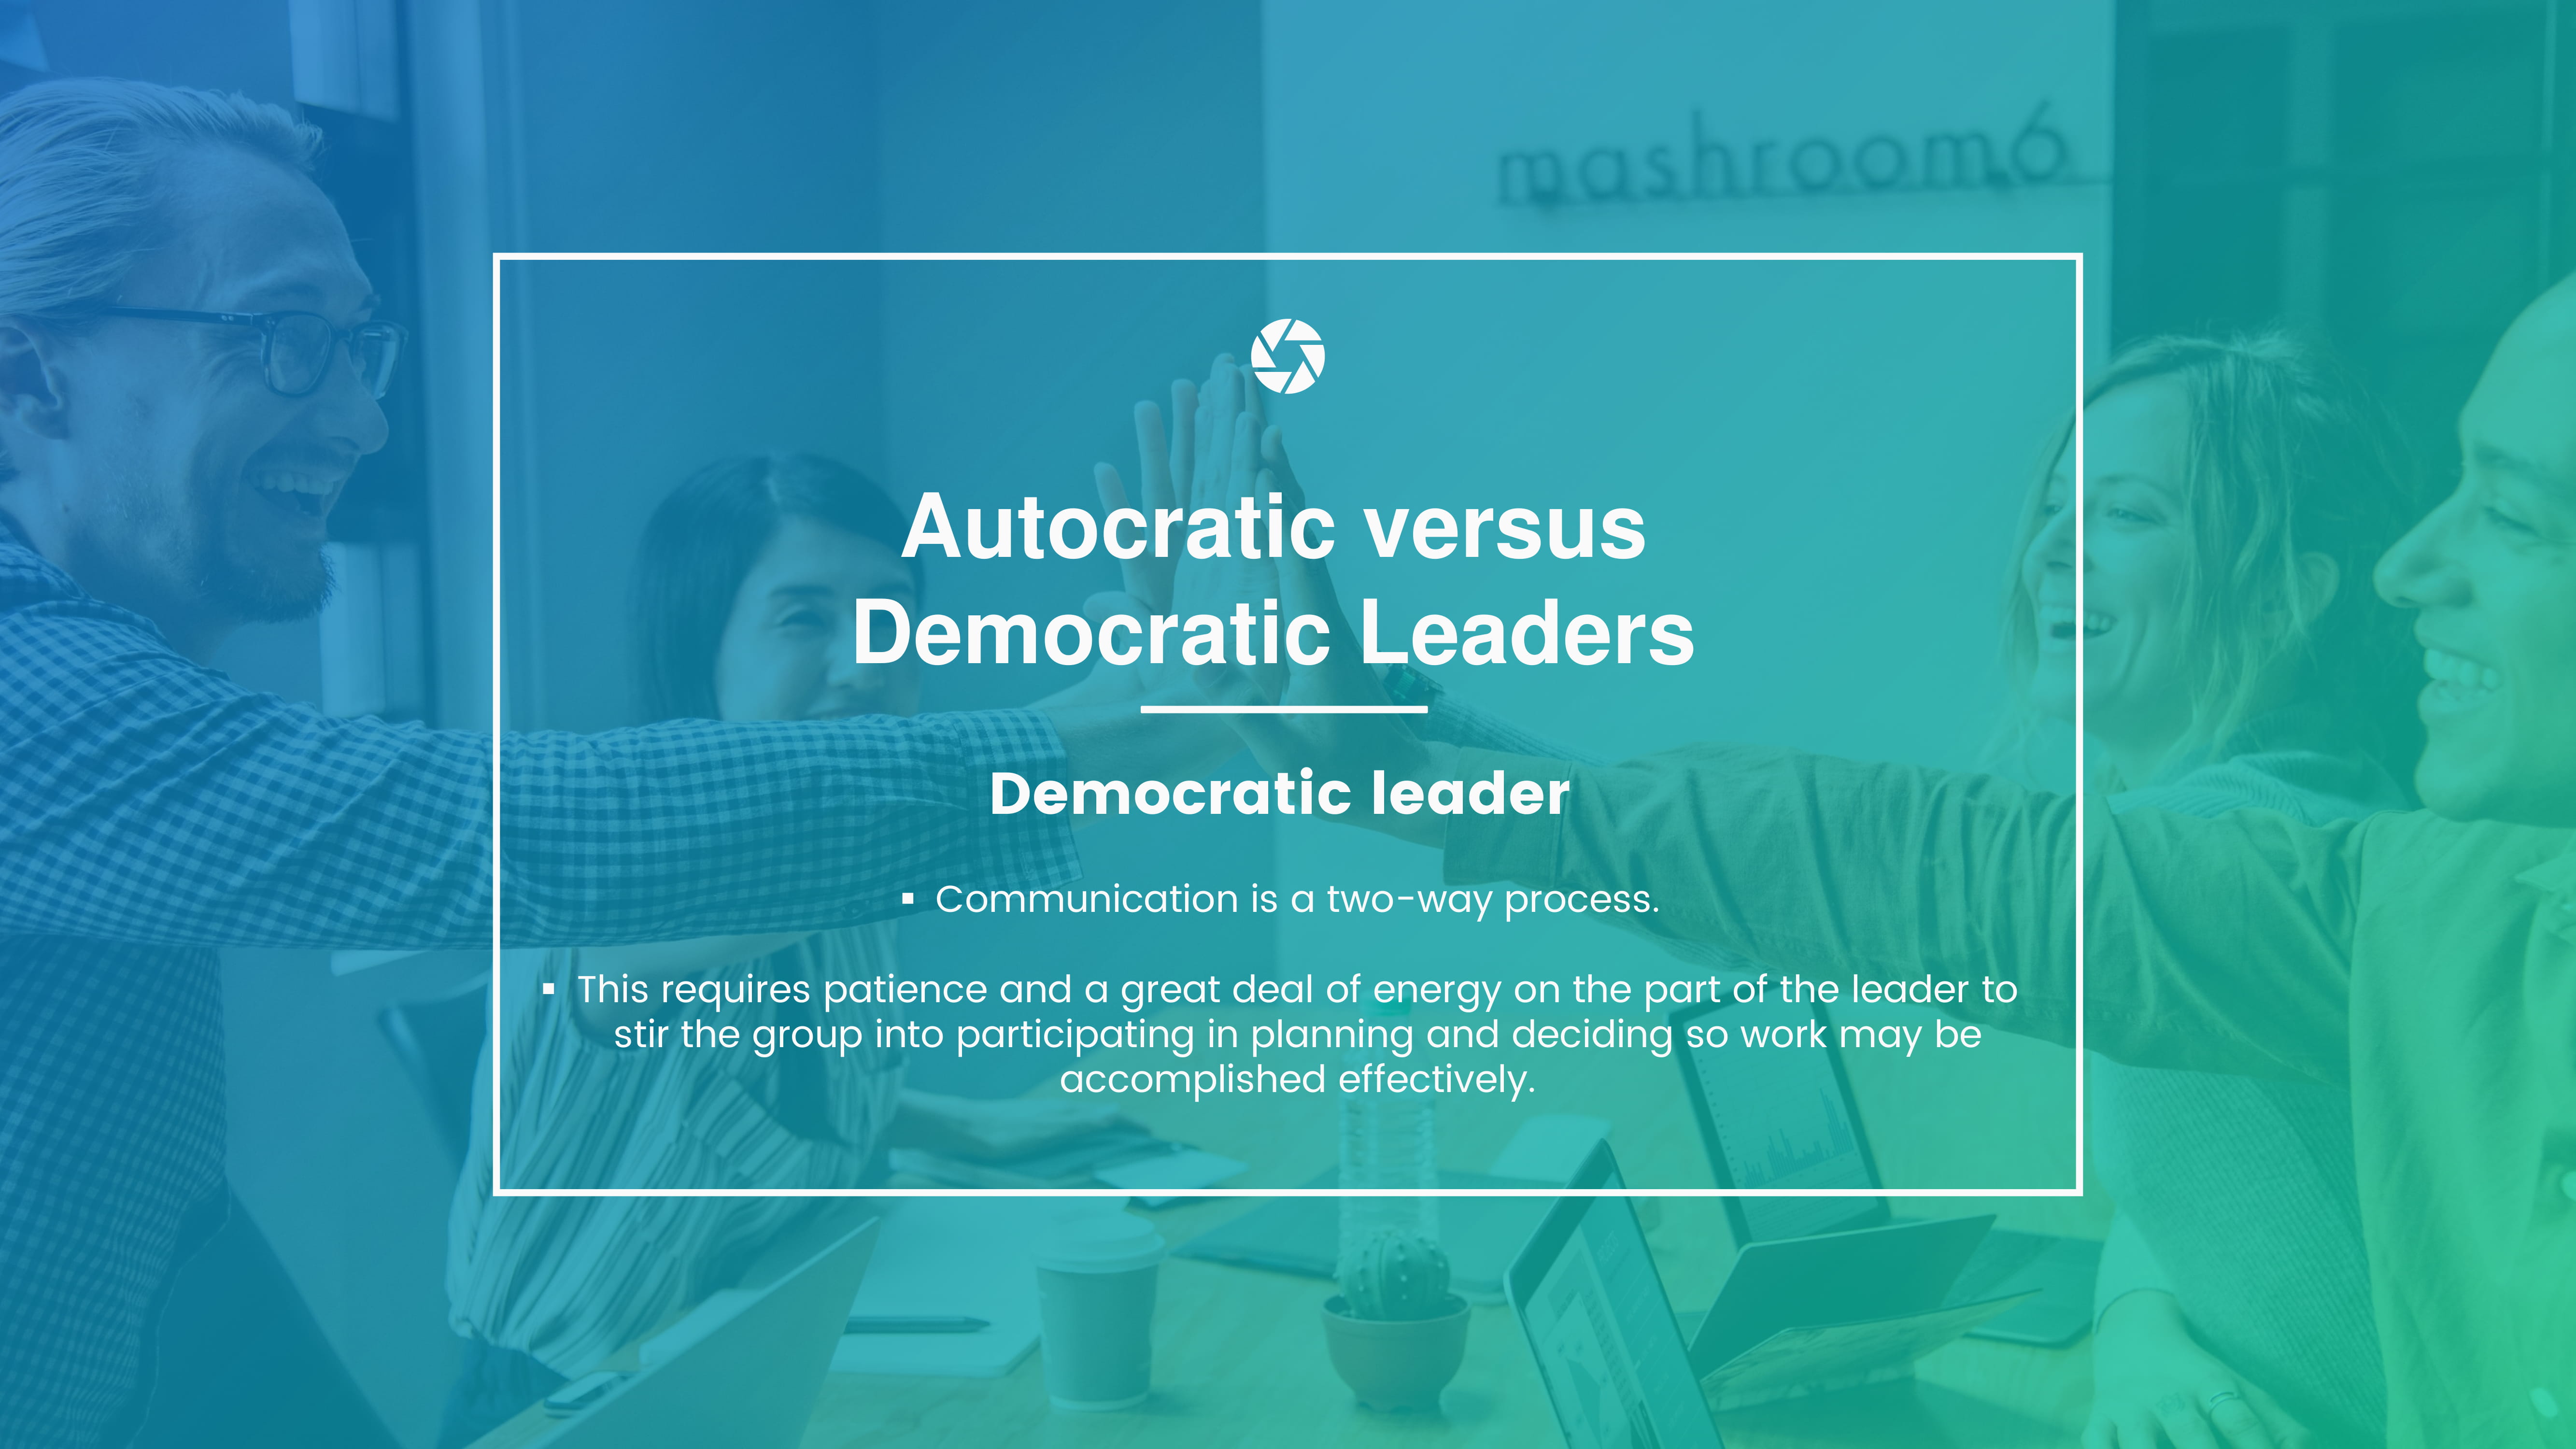 mashroom6
Autocratic versus
Democratic Leaders
Democratic leader
▪ Communication is a two-way process.
▪ This requires patience and a great deal of energy on the part of the leader to
stir the group into participating in planning and deciding so work may be
accomplished effectively.